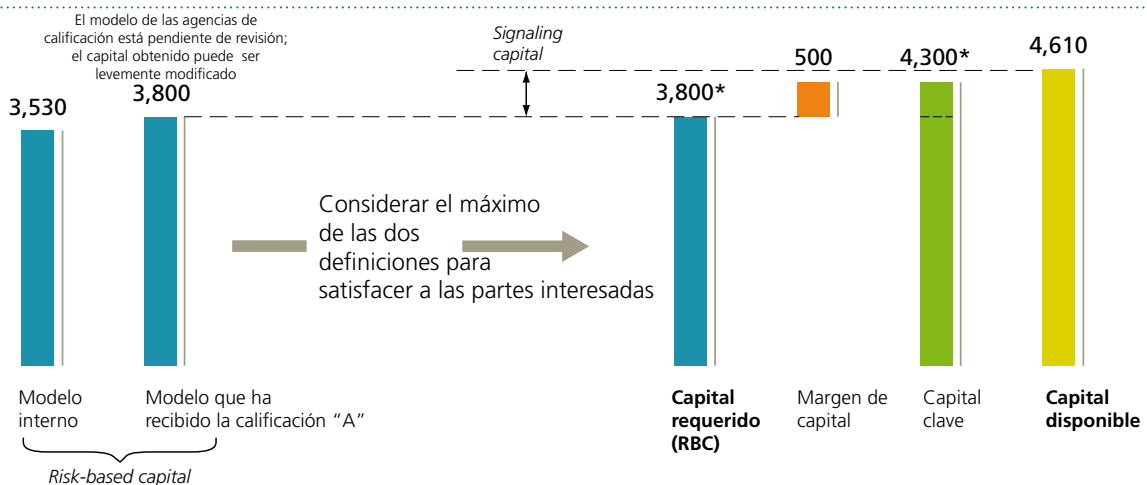 El modelo de las agencias de
calificación está pendiente de revisión;
el capital obtenido puede ser
levemente modificado
3,530
3,800
Signaling
capital
3,800*
500
4,300*
4,610
Considerar el máximo
de las dos
definiciones para
satisfacer a las partes interesadas
Modelo
interno
Modelo que ha
recibido la calificación “A”
Risk-based capital
Capital
requerido
(RBC)
Margen de
capital
Capital
clave
Capital
disponible